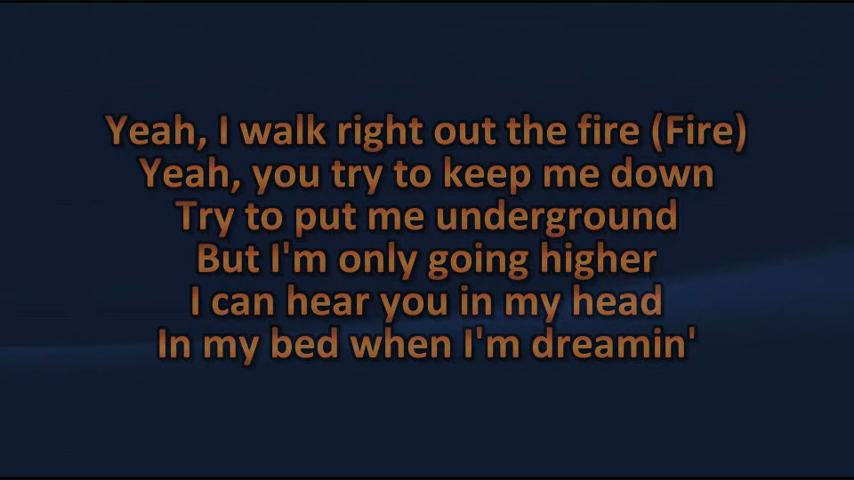 Yeah, I walk right out the fire (Fire)
Yeah, you try to keep me down
Try to put me underground
But I'm only going higher
I can hear you in my head
In my bed when I'm dreamin'